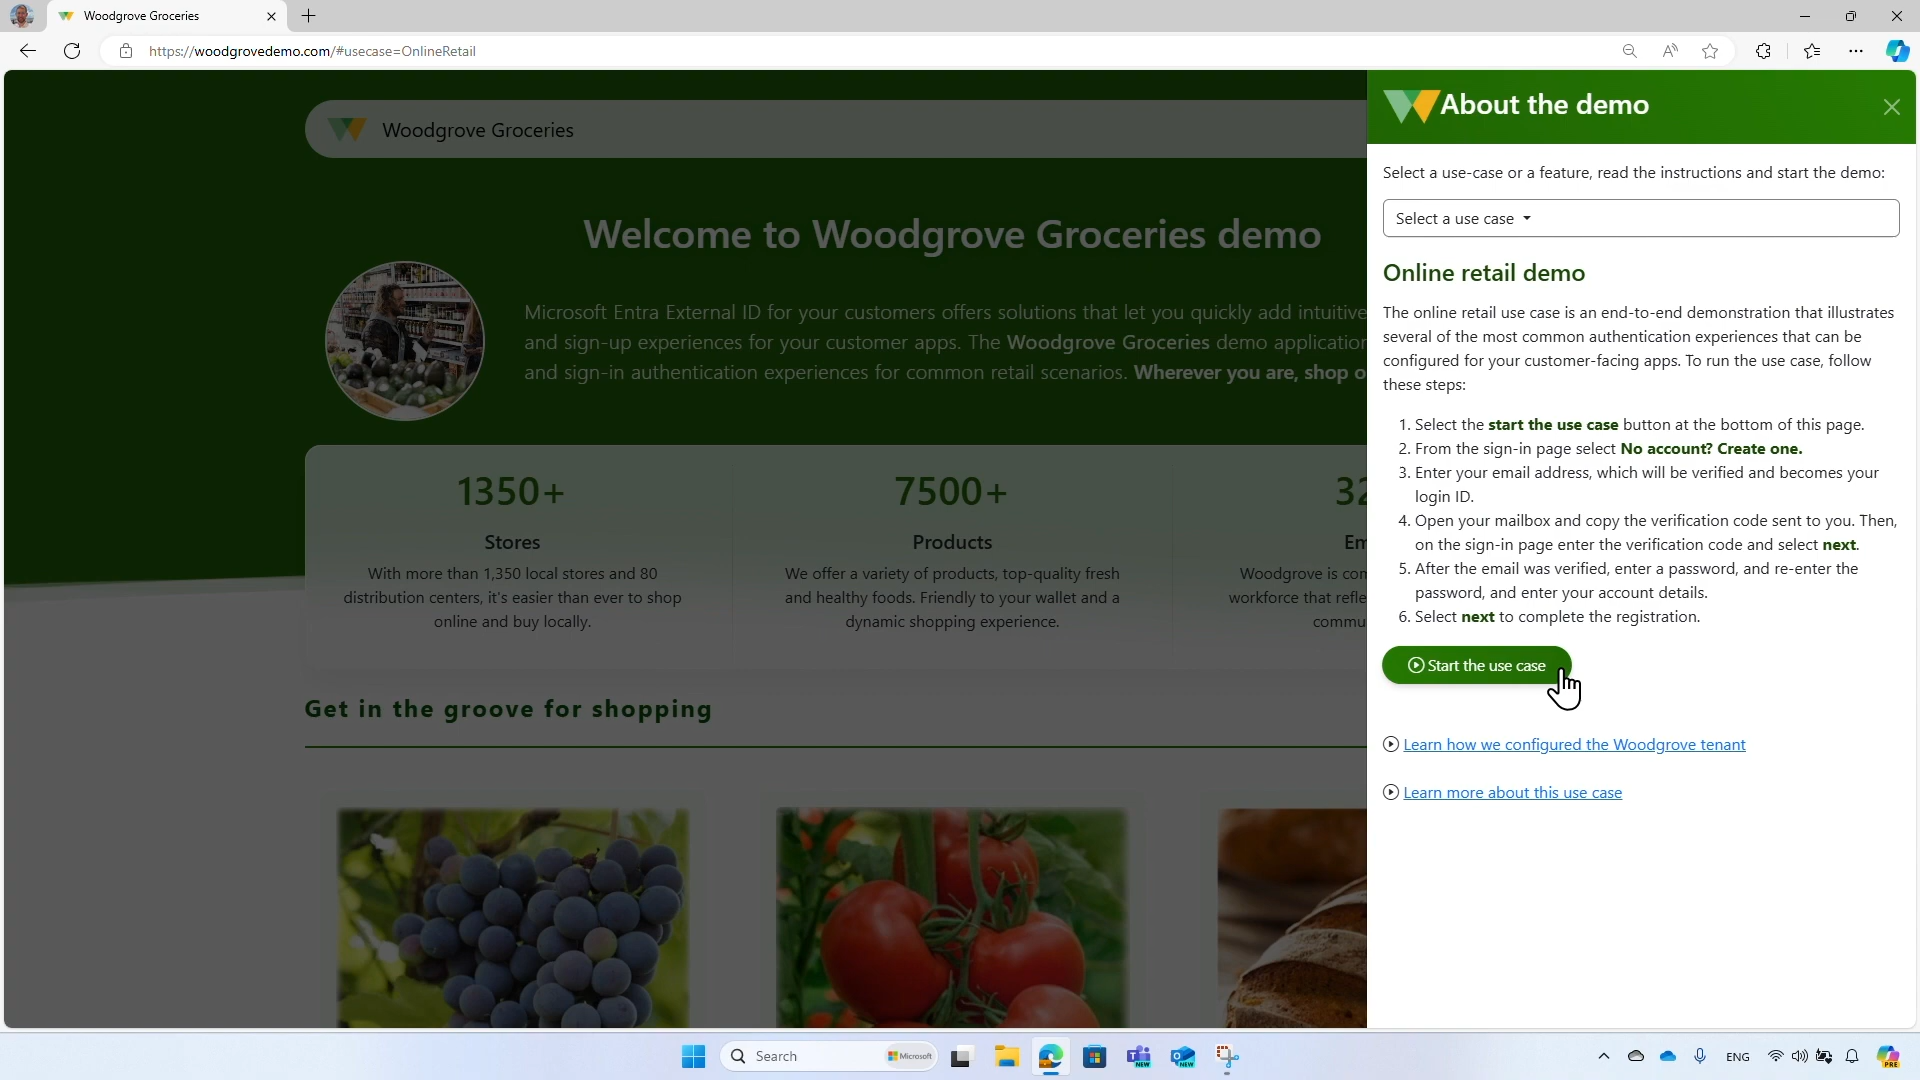 Woodgrove Groceries
https://woodgrovedemo.com/#usecase=OnlineRetail
Woodgrove Groceries
Welcome to Woodgrove Groceries demo
Microsoft Entra External ID for your customers offers solutions that let you quickly add intuitive
and sign-up experiences for your customer apps. The Woodgrove Groceries demo application
and sign-in authentication experiences for common retail scenarios. Wherever you are, shop o
1350+
Stores
With more than 1,350 local stores and 80
distribution centers, it's easier than ever to shop
online and buy locally.
7500+
Products
We offer a variety of products, top-quality fresh
and healthy foods. Friendly to your wallet and a
dynamic shopping experience.
32
Em
Woodgrove is con
workforce that refle
commu
Get in the groove for shopping
About the demo
Select a use-case or a feature, read the instructions and start the demo:
Select a use case
Online retail demo
The online retail use case is an end-to-end demonstration that illustrates
several of the most common authentication experiences that can be
configured for your customer-facing apps. To run the use case, follow
these steps:
1. Select the start the use case button at the bottom of this page.
2. From the sign-in page select No account? Create one.
3. Enter your email address, which will be verified and becomes your
login ID.
4. Open your mailbox and copy the verification code sent to you. Then,
on the sign-in page enter the verification code and select next.
5. After the email was verified, enter a password, and re-enter the
password, and enter your account details.
6. Select next to complete the registration.
Start the use case
Learn how we configured the Woodgrove tenant
Learn more about this use case
Search
Microsoft
NEW
NEW
ENG
PRE